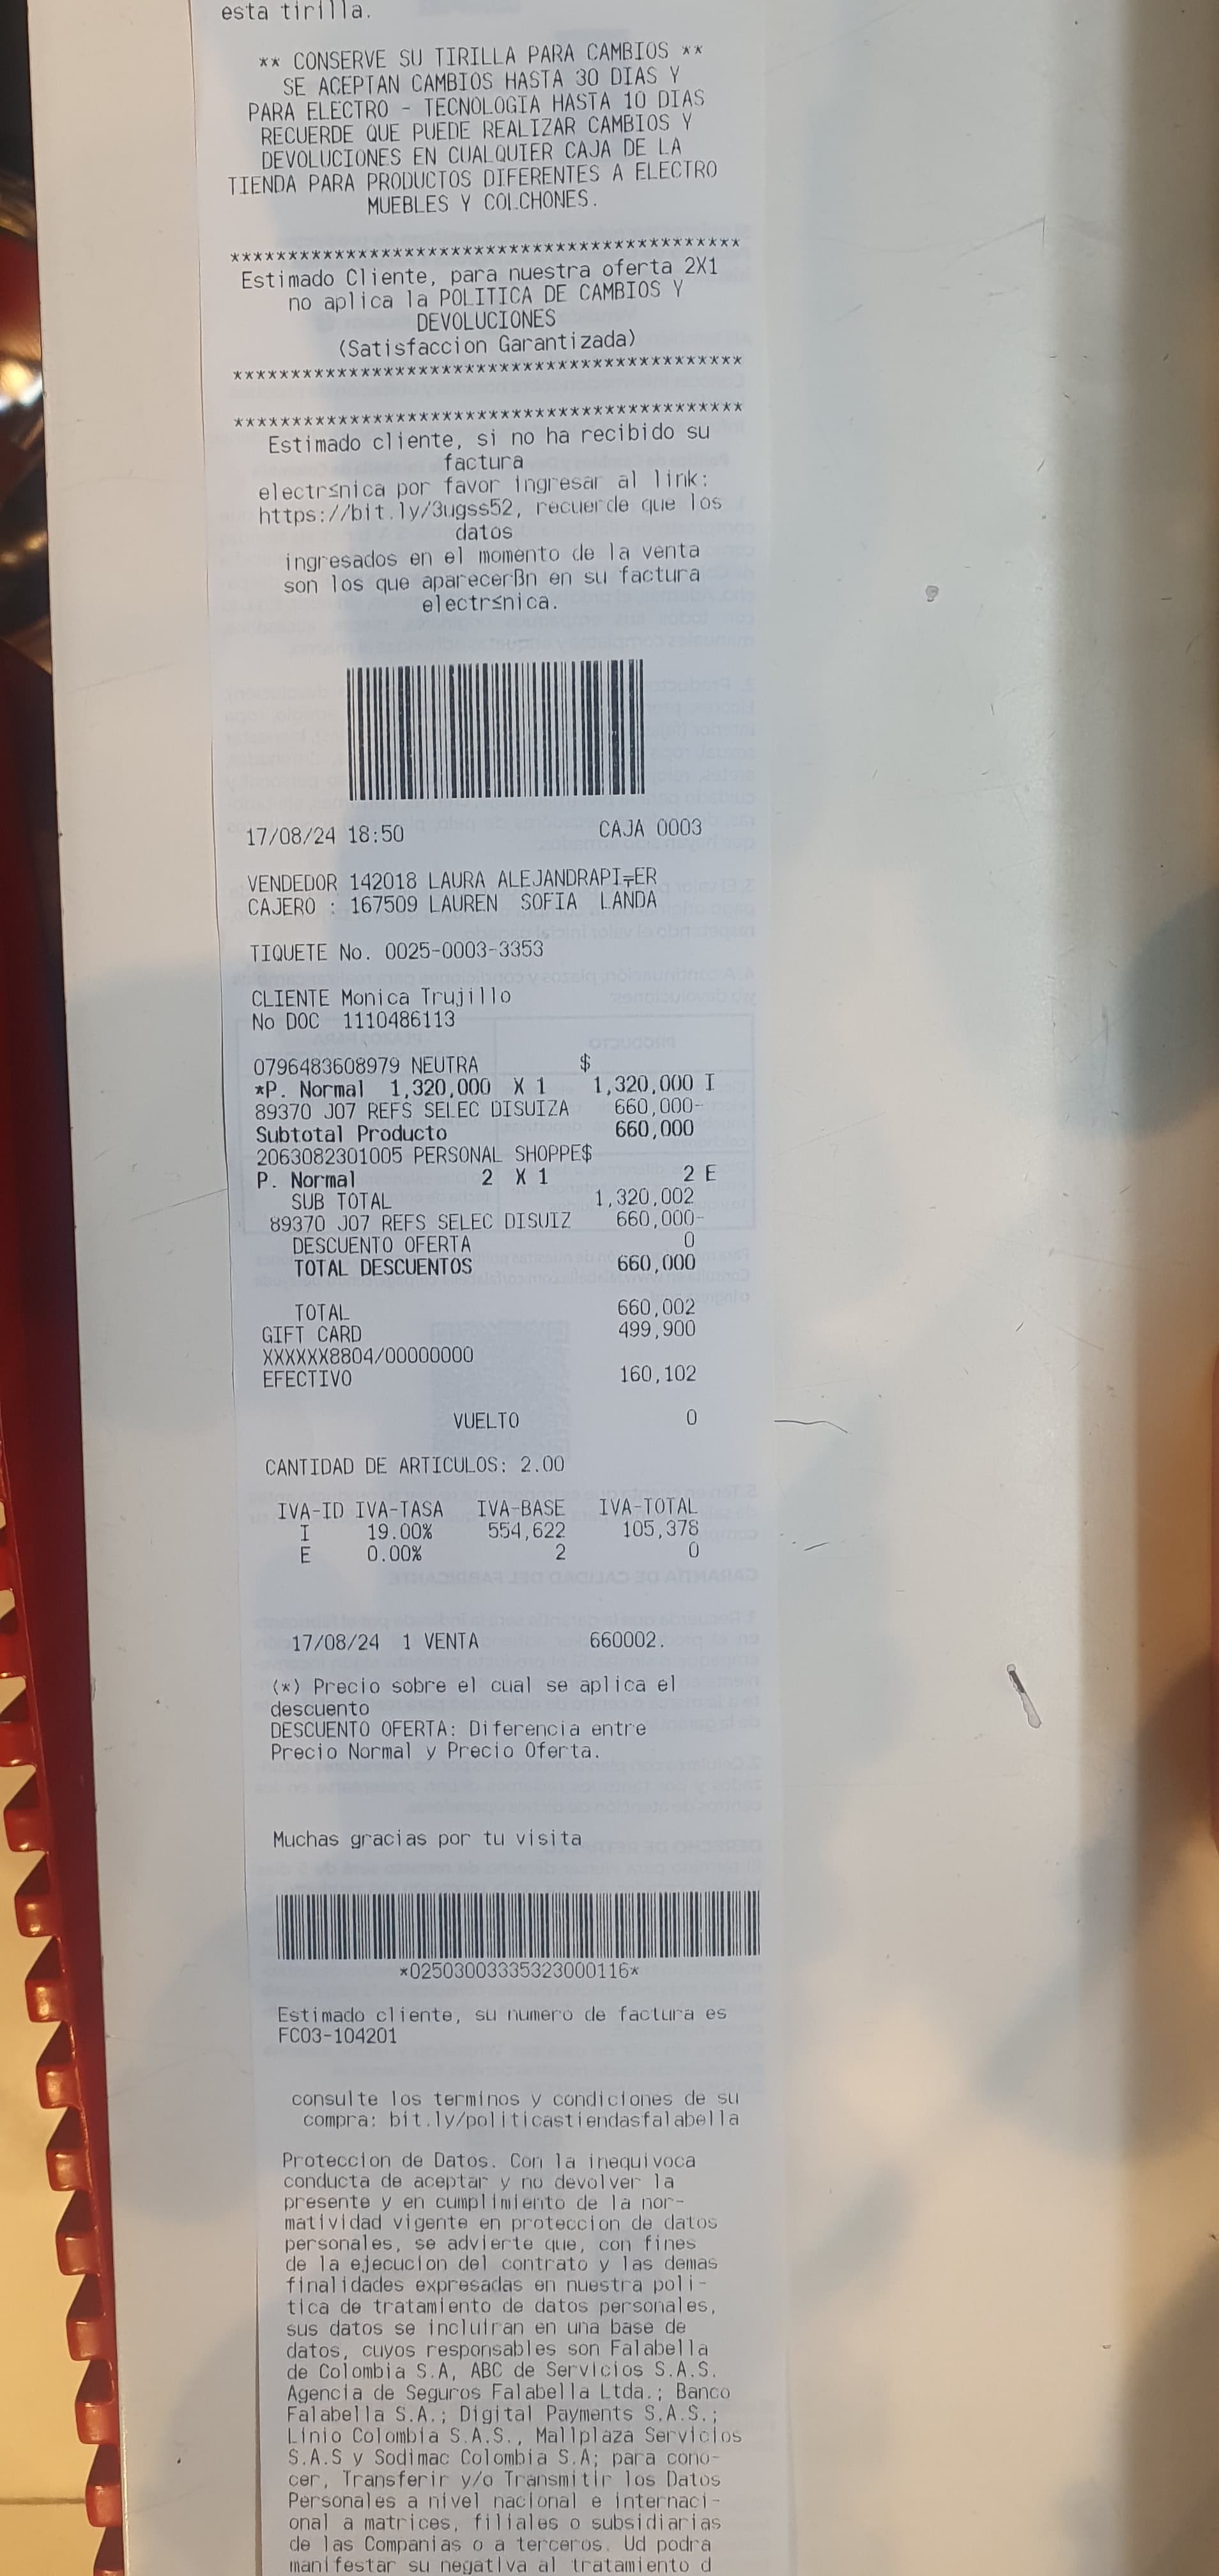 esta tirilla.
** CONSERVE SU TIRILLA PARA CAMBIOS **
SE ACEPTAN CAMBIOS HASTA 30 DIAS Y
PARA ELECTRO - TECNOLOGIA HASTA 10 DIAS
RECUERDE QUE PUEDE REALIZAR CAMBIOS Y
DEVOLUCIONES EN CUALQUIER CAJA DE LA
TIENDA PARA PRODUCTOS DIFERENTES A ELECTRO
MUEBLES Y COLCHONES.
********************************************
Estimado Cliente, para nuestra oferta 2X1
no aplica la POLITICA DE CAMBIOS Y
DEVOLUCIONES
(Satisfaccion Garantizada)
********************************************
********************************************
Estimado cliente, si no ha recibido su
factura
electr≤nica por favor ingresar al link:
https://bit.ly/3ugss52, recuerde que los
datos
ingresados en el momento de la venta
son los que aparecerßn en su factura
electr≤nica.
17/08/24 18:50 CAJA 0003
VENDEDOR 142018 LAURA ALEJANDRAPI╤ER
CAJERO : 167509 LAUREN SOFIA LANDA
TIQUETE No. 0025-0003-3353
CLIENTE Monica Trujillo
No DOC 1110486113
0796483608979 NEUTRA $
*P. Normal 1,320,000 X 1 1,320,000 I
89370 J07 REFS SELEC DISUIZA 660,000-
Subtotal Producto 660,000
2063082301005 PERSONAL SHOPPE$
P. Normal 2 X 1 2 E
SUB TOTAL 1,320,002
89370 J07 REFS SELEC DISUIZ 660,000-
DESCUENTO OFERTA 0
TOTAL DESCUENTOS 660,000
TOTAL 660,002
GIFT CARD 499,900
XXXXXX8804/00000000
EFECTIVO 160,102
VUELTO 0
CANTIDAD DE ARTICULOS: 2.00
IVA-ID IVA-TASA IVA-BASE IVA-TOTAL
I 19.00% 554,622 105,378
E 0.00% 2 0
17/08/24 1 VENTA 660002.
(*) Precio sobre el cual se aplica el
descuento
DESCUENTO OFERTA: Diferencia entre
Precio Normal y Precio Oferta.
Muchas gracias por tu visita
*02503003335323000116*
Estimado cliente, su numero de factura es
FC03-104201
consulte los terminos y condiciones de su
compra: bit.ly/politicastiendasfalabella
Proteccion de Datos. Con la inequivoca
conducta de aceptar y no devolver la
presente y en cumplimiento de la nor-
matividad vigente en proteccion de datos
personales, se advierte que, con fines
de la ejecucion del contrato y las demas
finalidades expresadas en nuestra poli-
tica de tratamiento de datos personales,
sus datos se incluiran en una base de
datos, cuyos responsables son Falabella
de Colombia S.A, ABC de Servicios S.A.S.
Agencia de Seguros Falabella Ltda.; Banco
Falabella S.A.; Digital Payments S.A.S.;
Linio Colombia S.A.S., Mallplaza Servicios
S.A.S y Sodimac Colombia S.A; para cono-
cer, Transferir y/o Transmitir los Datos
Personales a nivel nacional e internaci-
onal a matrices, filiales o subsidiarias
de las Companias o a terceros. Ud podra
manifestar su negativa al tratamiento d